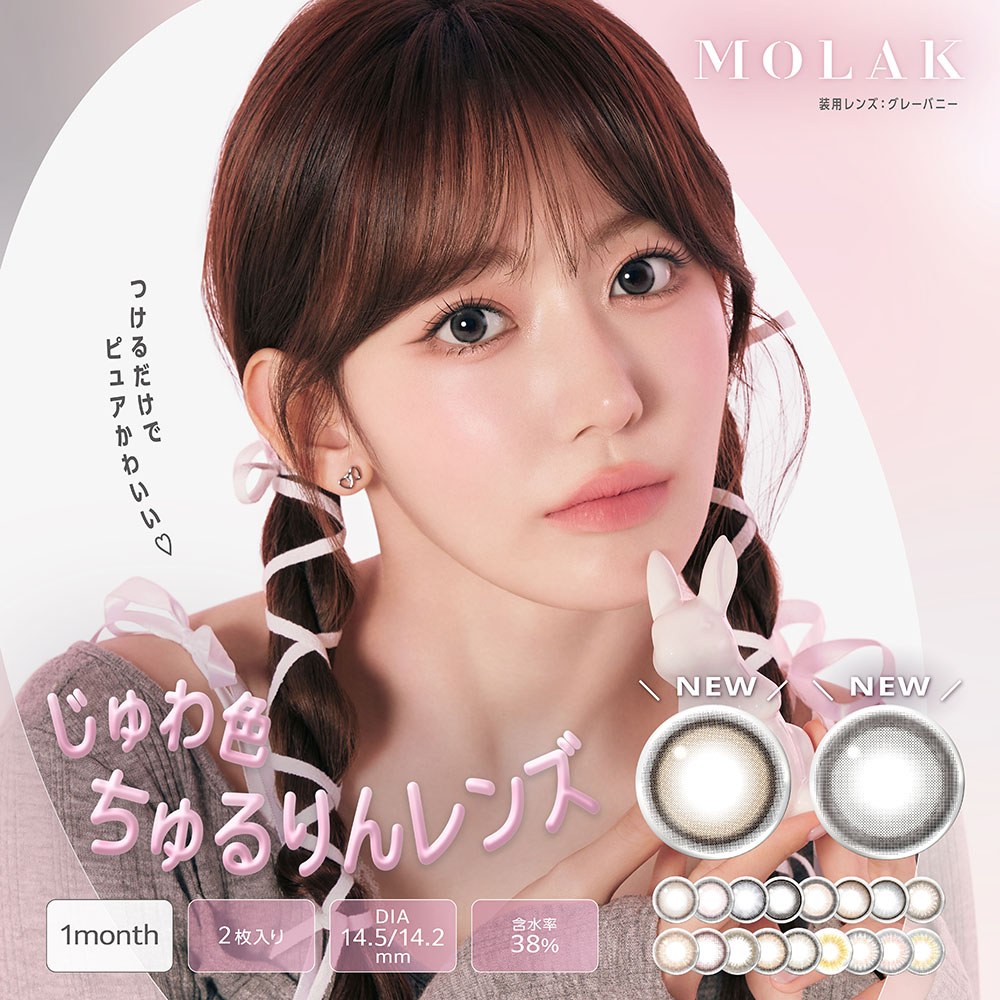 MOLAK
装用レンズ：グレーバニー
つけるだけで
ピュアかわいい♡
NEW
NEW
じゅわ色
ちゅるりんレンズ
1month
2枚入り
DIA
14.5/14.2
mm
含水率
38%